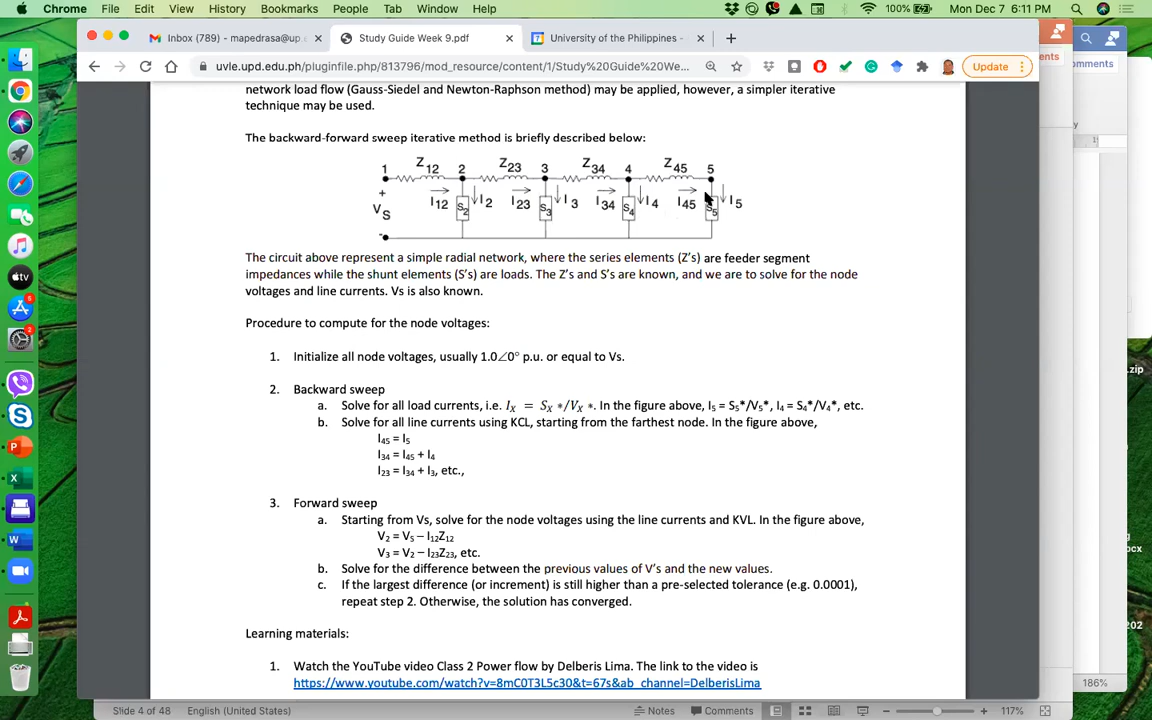 Chrome File Edit View History Bookmarks People Tab Window Help 100% Mon Dec 7 6:11 PM
Inbox (789) - mapedrasa@up. Study Guide Week 9.pdf University of the Philippines -
uvle.upd.edu.ph/pluginfile.php/813796/mod_resource/content/1/Study%20Guide%20We... Update
ents
omments
network load flow (Gauss-Siedel and Newton-Raphson method) may be applied, however, a simpler iterative
technique may be used.
The backward-forward sweep iterative method is briefly described below:
1 Z12 2 Z23 3 Z34 4 Z45 5
+
VS I12 S2 I2 I23 S3 I3 I34 S4 I4 I45 S5 I5
-
The circuit above represent a simple radial network, where the series elements (Z's) are feeder segment
impedances while the shunt elements (S's) are loads. The Z's and S's are known, and we are to solve for the node
voltages and line currents. Vs is also known.
Procedure to compute for the node voltages:
1. Initialize all node voltages, usually 1.0∠0° p.u. or equal to Vs.
2. Backward sweep
a. Solve for all load currents, i.e. IX = SX */VX *. In the figure above, I5 = S5*/V5*, I4 = S4*/V4*, etc.
b. Solve for all line currents using KCL, starting from the farthest node. In the figure above,
I45 = I5
I34 = I45 + I4
I23 = I34 + I3, etc.,
3. Forward sweep
a. Starting from Vs, solve for the node voltages using the line currents and KVL. In the figure above,
V2 = VS – I12Z12
V3 = V2 – I23Z23, etc.
b. Solve for the difference between the previous values of V's and the new values.
c. If the largest difference (or increment) is still higher than a pre-selected tolerance (e.g. 0.0001),
repeat step 2. Otherwise, the solution has converged.
Learning materials:
1. Watch the YouTube video Class 2 Power flow by Delberis Lima. The link to the video is
https://www.youtube.com/watch?v=8mC0T3L5c30&t=67s&ab_channel=DelberisLima
.zip
ocx
202
186%
Slide 4 of 48 English (United States) Notes Comments 117%
tv